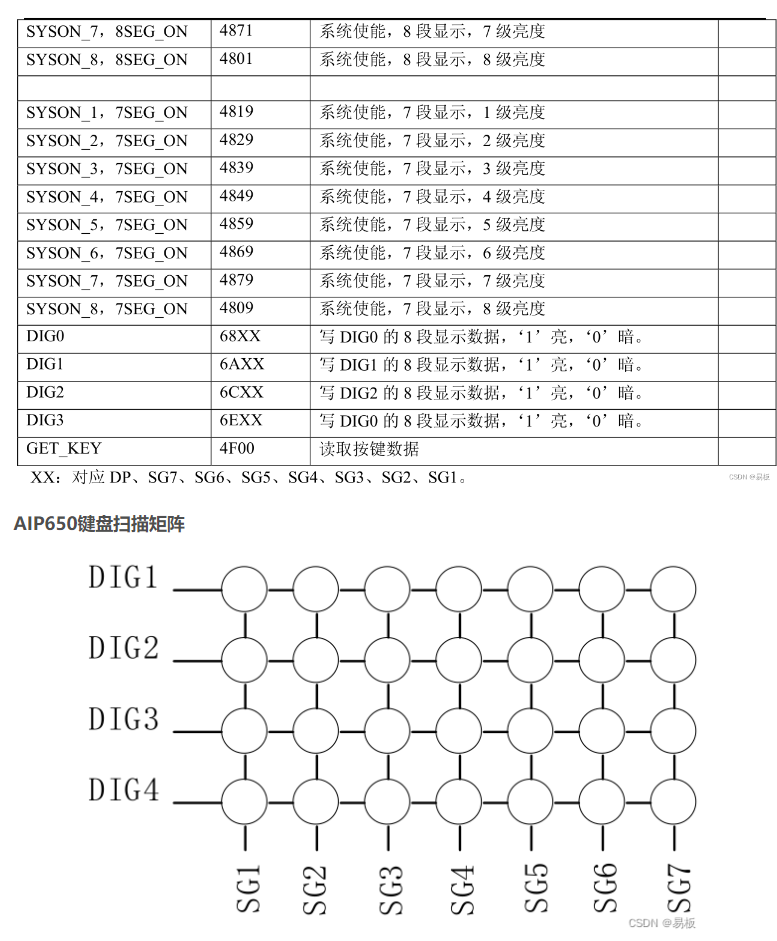 SYSON_7，8SEG_ON 4871 系统使能，8 段显示，7 级亮度
SYSON_8，8SEG_ON 4801 系统使能，8 段显示，8 级亮度
SYSON_1，7SEG_ON 4819 系统使能，7 段显示，1 级亮度
SYSON_2，7SEG_ON 4829 系统使能，7 段显示，2 级亮度
SYSON_3，7SEG_ON 4839 系统使能，7 段显示，3 级亮度
SYSON_4，7SEG_ON 4849 系统使能，7 段显示，4 级亮度
SYSON_5，7SEG_ON 4859 系统使能，7 段显示，5 级亮度
SYSON_6，7SEG_ON 4869 系统使能，7 段显示，6 级亮度
SYSON_7，7SEG_ON 4879 系统使能，7 段显示，7 级亮度
SYSON_8，7SEG_ON 4809 系统使能，7 段显示，8 级亮度
DIG0 68XX 写 DIG0 的 8 段显示数据，‘1’亮，‘0’暗。
DIG1 6AXX 写 DIG1 的 8 段显示数据，‘1’亮，‘0’暗。
DIG2 6CXX 写 DIG2 的 8 段显示数据，‘1’亮，‘0’暗。
DIG3 6EXX 写 DIG0 的 8 段显示数据，‘1’亮，‘0’暗。
GET_KEY 4F00 读取按键数据
XX：对应 DP、SG7、SG6、SG5、SG4、SG3、SG2、SG1。
CSDN @易板
AIP650键盘扫描矩阵
DIG1
DIG2
DIG3
DIG4
SG1 SG2 SG3 SG4 SG5 SG6 SG7
CSDN @易板